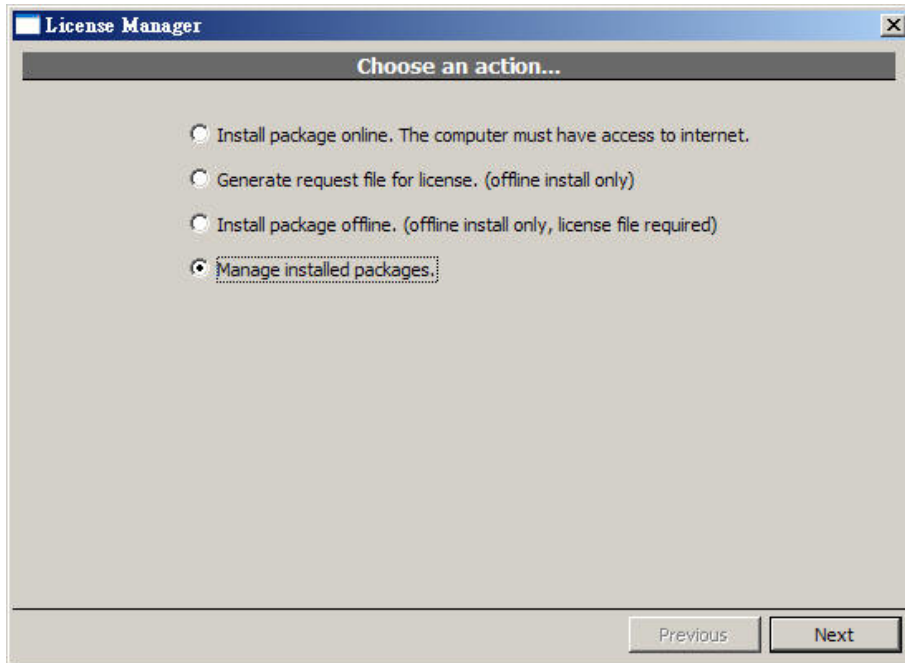 License Manager
Choose an action...
Install package online. The computer must have access to internet.
Generate request file for license. (offline install only)
Install package offline. (offline install only, license file required)
Manage installed packages.
Previous
Next